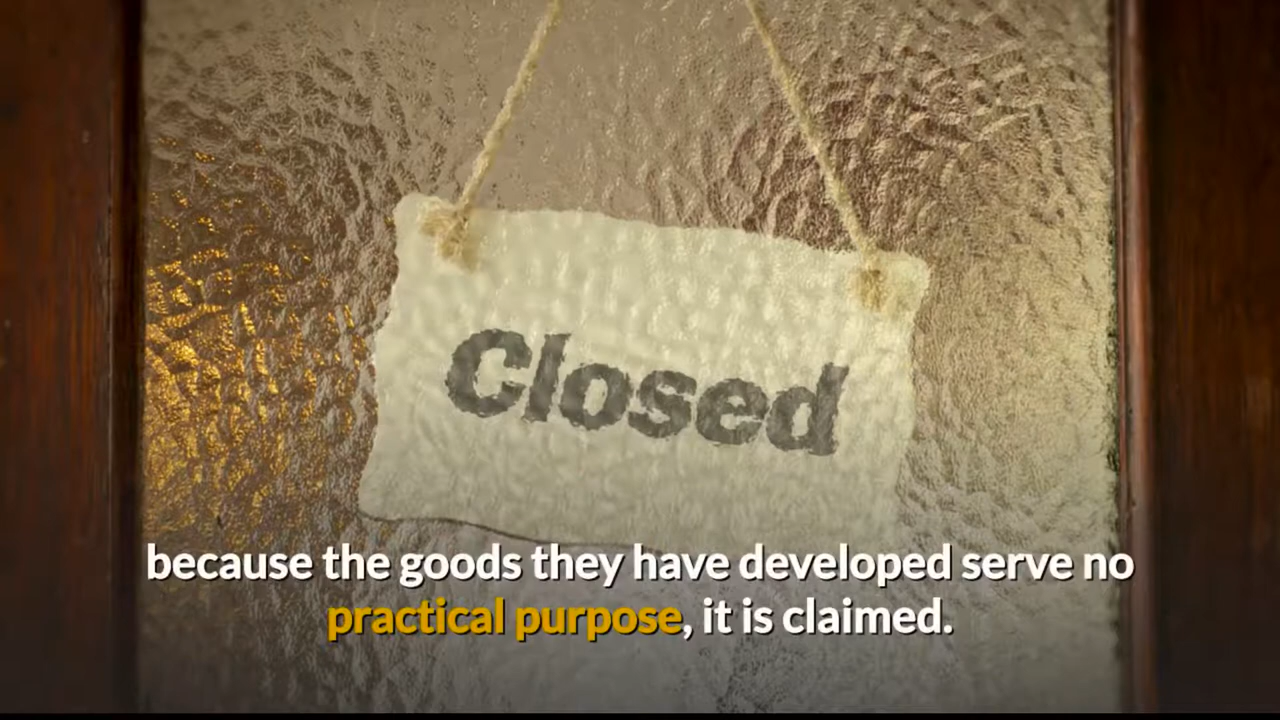 Closed
because the goods they have developed serve no
practical purpose, it is claimed.